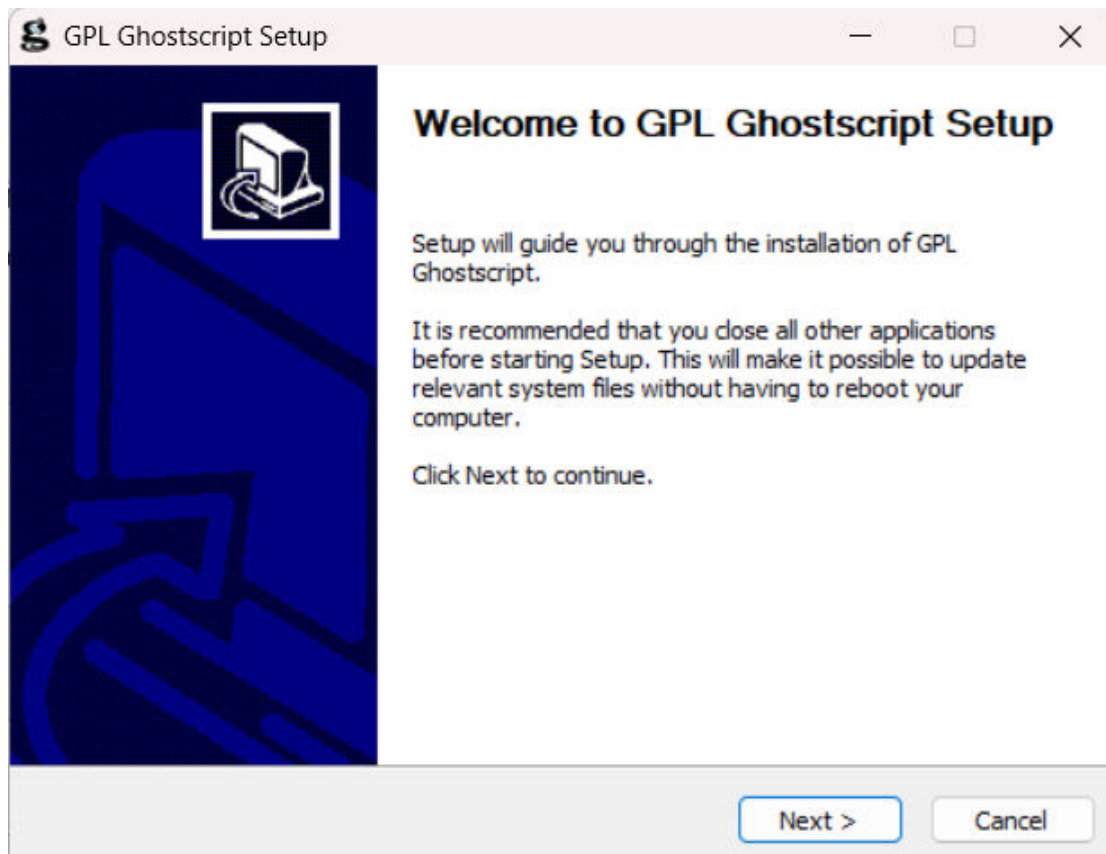 GPL Ghostscript Setup
Welcome to GPL Ghostscript Setup
Setup will guide you through the installation of GPL
Ghostscript.
It is recommended that you close all other applications
before starting Setup. This will make it possible to update
relevant system files without having to reboot your
computer.
Click Next to continue.
Next >
Cancel